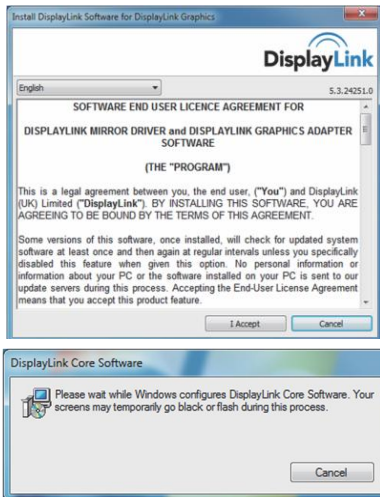 Install DisplayLink Software for DisplayLink Graphics
DisplayLink
English
5.3.24251.0
SOFTWARE END USER LICENCE AGREEMENT FOR
DISPLAYLINK MIRROR DRIVER and DISPLAYLINK GRAPHICS ADAPTER
SOFTWARE
(THE "PROGRAM")
This is a legal agreement between you, the end user, ("You") and DisplayLink
(UK) Limited ("DisplayLink"). BY INSTALLING THIS SOFTWARE, YOU ARE
AGREEING TO BE BOUND BY THE TERMS OF THIS AGREEMENT.
Some versions of this software, once installed, will check for updated system
software at least once and then again at regular intervals unless you specifically
disabled this feature when given this option. No personal information or
information about your PC or the software installed on your PC is sent to our
update servers during this process. Accepting the End-User License Agreement
means that you accept this product feature.
I Accept
Cancel
DisplayLink Core Software
Please wait while Windows configures DisplayLink Core Software. Your
screens may temporarily go black or flash during this process.
Cancel